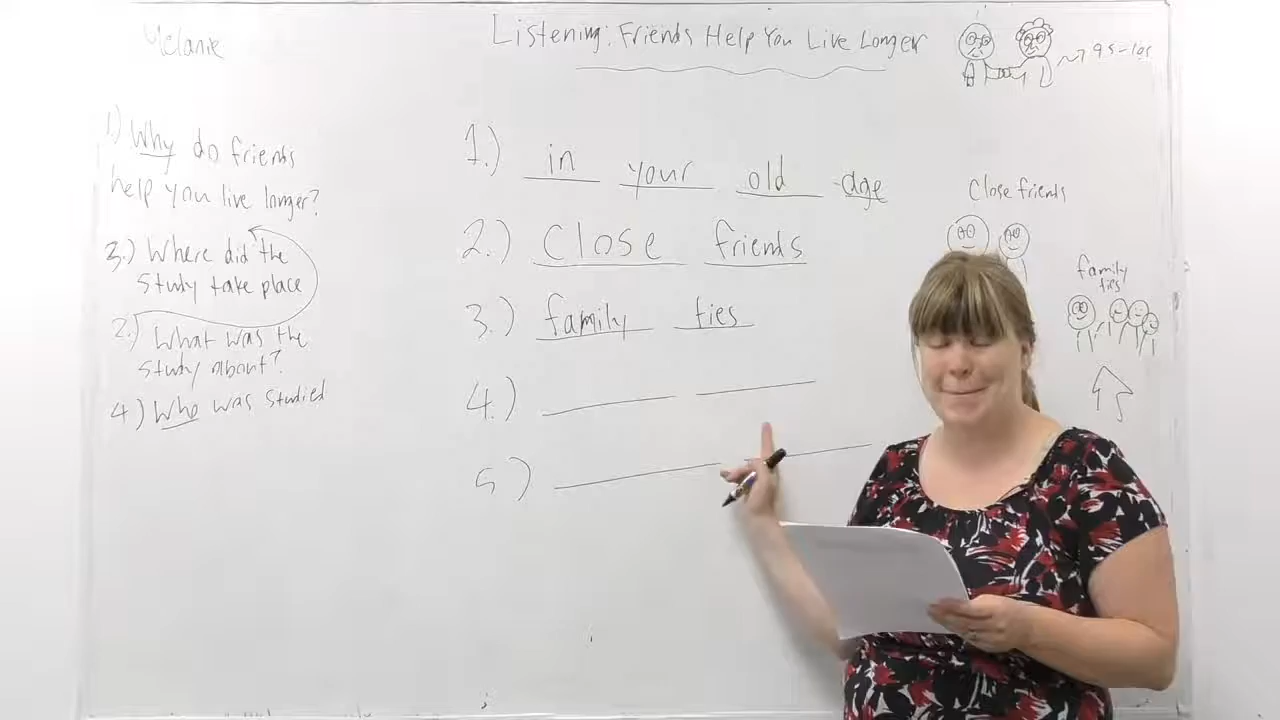 Melanie
Listening: Friends Help You Live Longer
~7 95-105
1) Why do friends
help you live longer?
3.) Where did the
study take place
2.) What was the
study about?
4) Who was studied
1.) in your old age
2.) Close friends
3.) family ties
4.)
5)
Close friends
family
ties